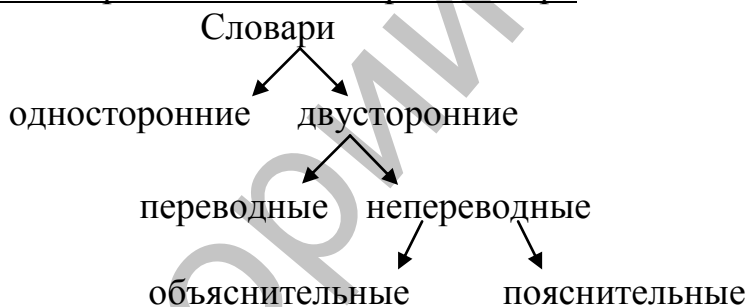 Словари
односторонние двусторонние
переводные непереводные
объяснительные пояснительные